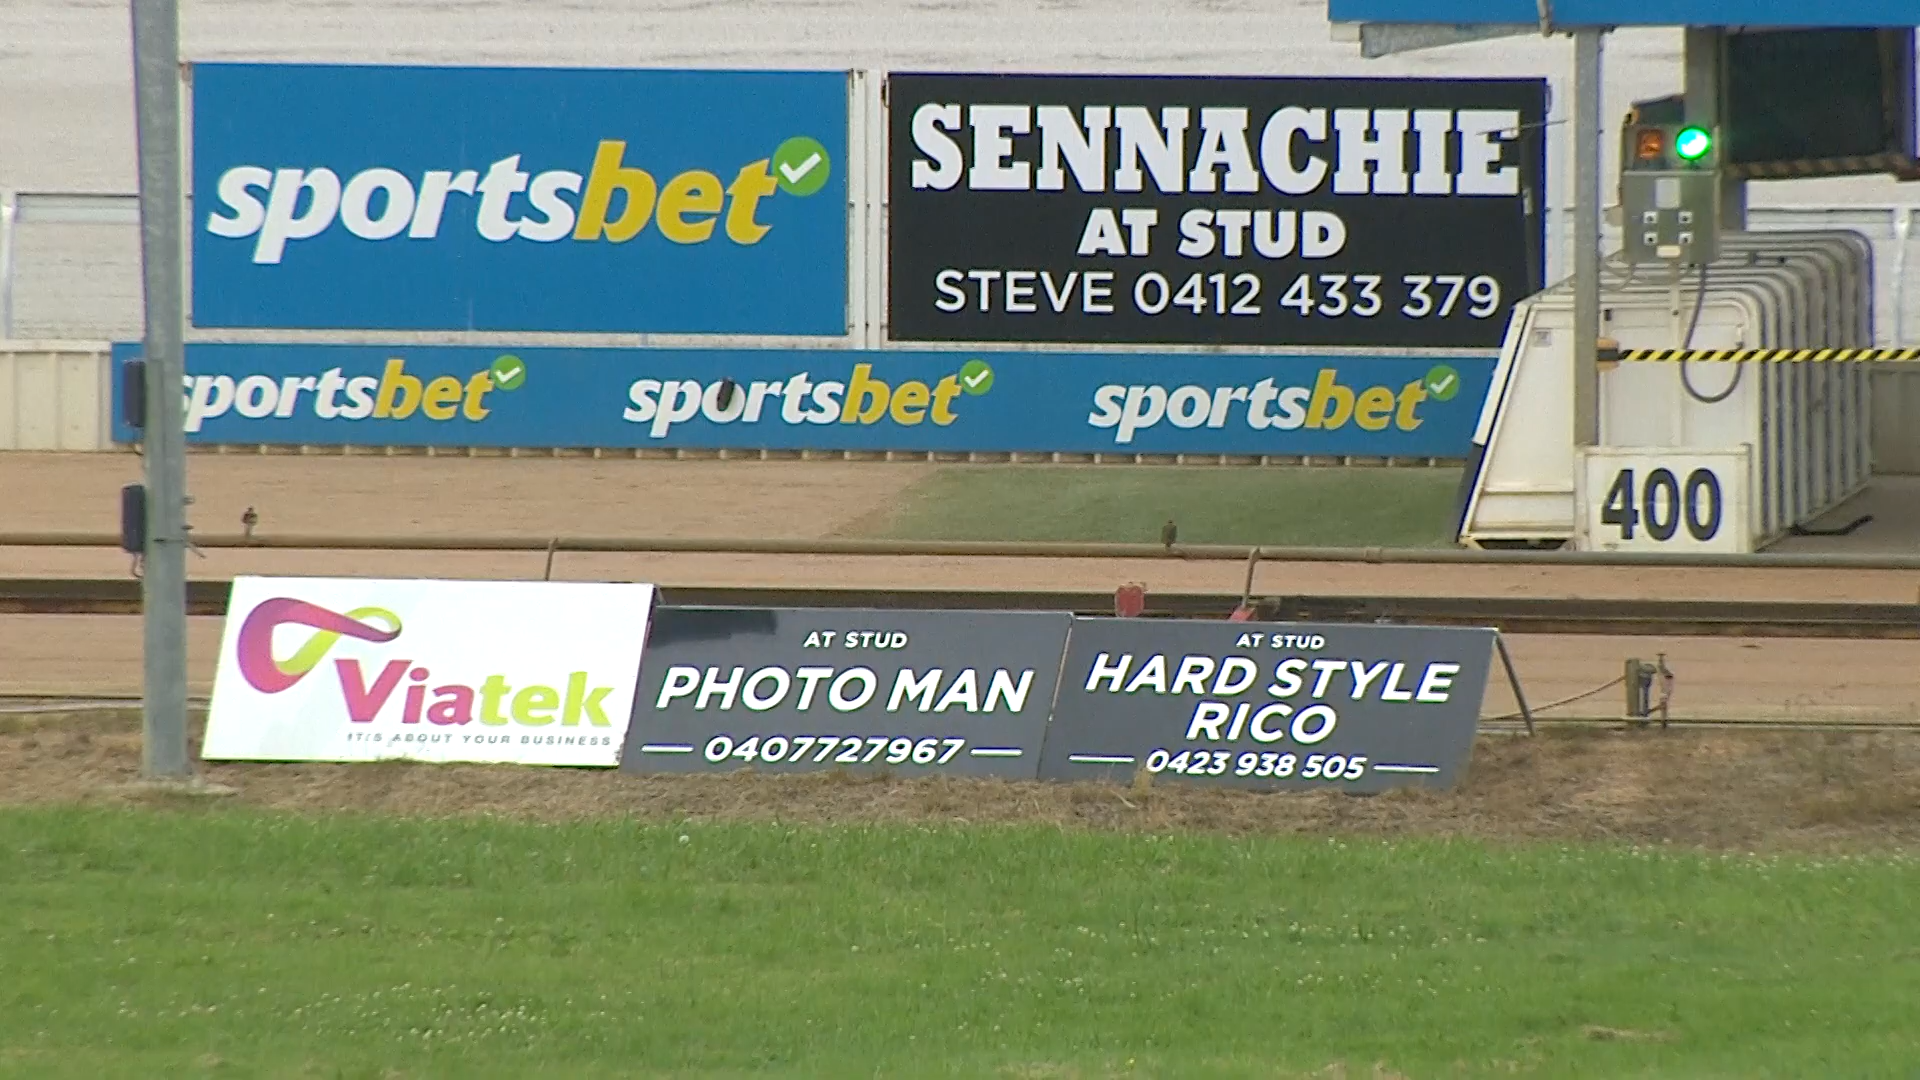 sportsbet
SENNACHIE
AT STUD
STEVE 0412 433 379
sportsbet
sportsbet
sportsbet
400
Viatek
IT'S ABOUT YOUR BUSINESS
AT STUD
PHOTO MAN
0407727967
AT STUD
HARD STYLE
RICO
0423 938 505